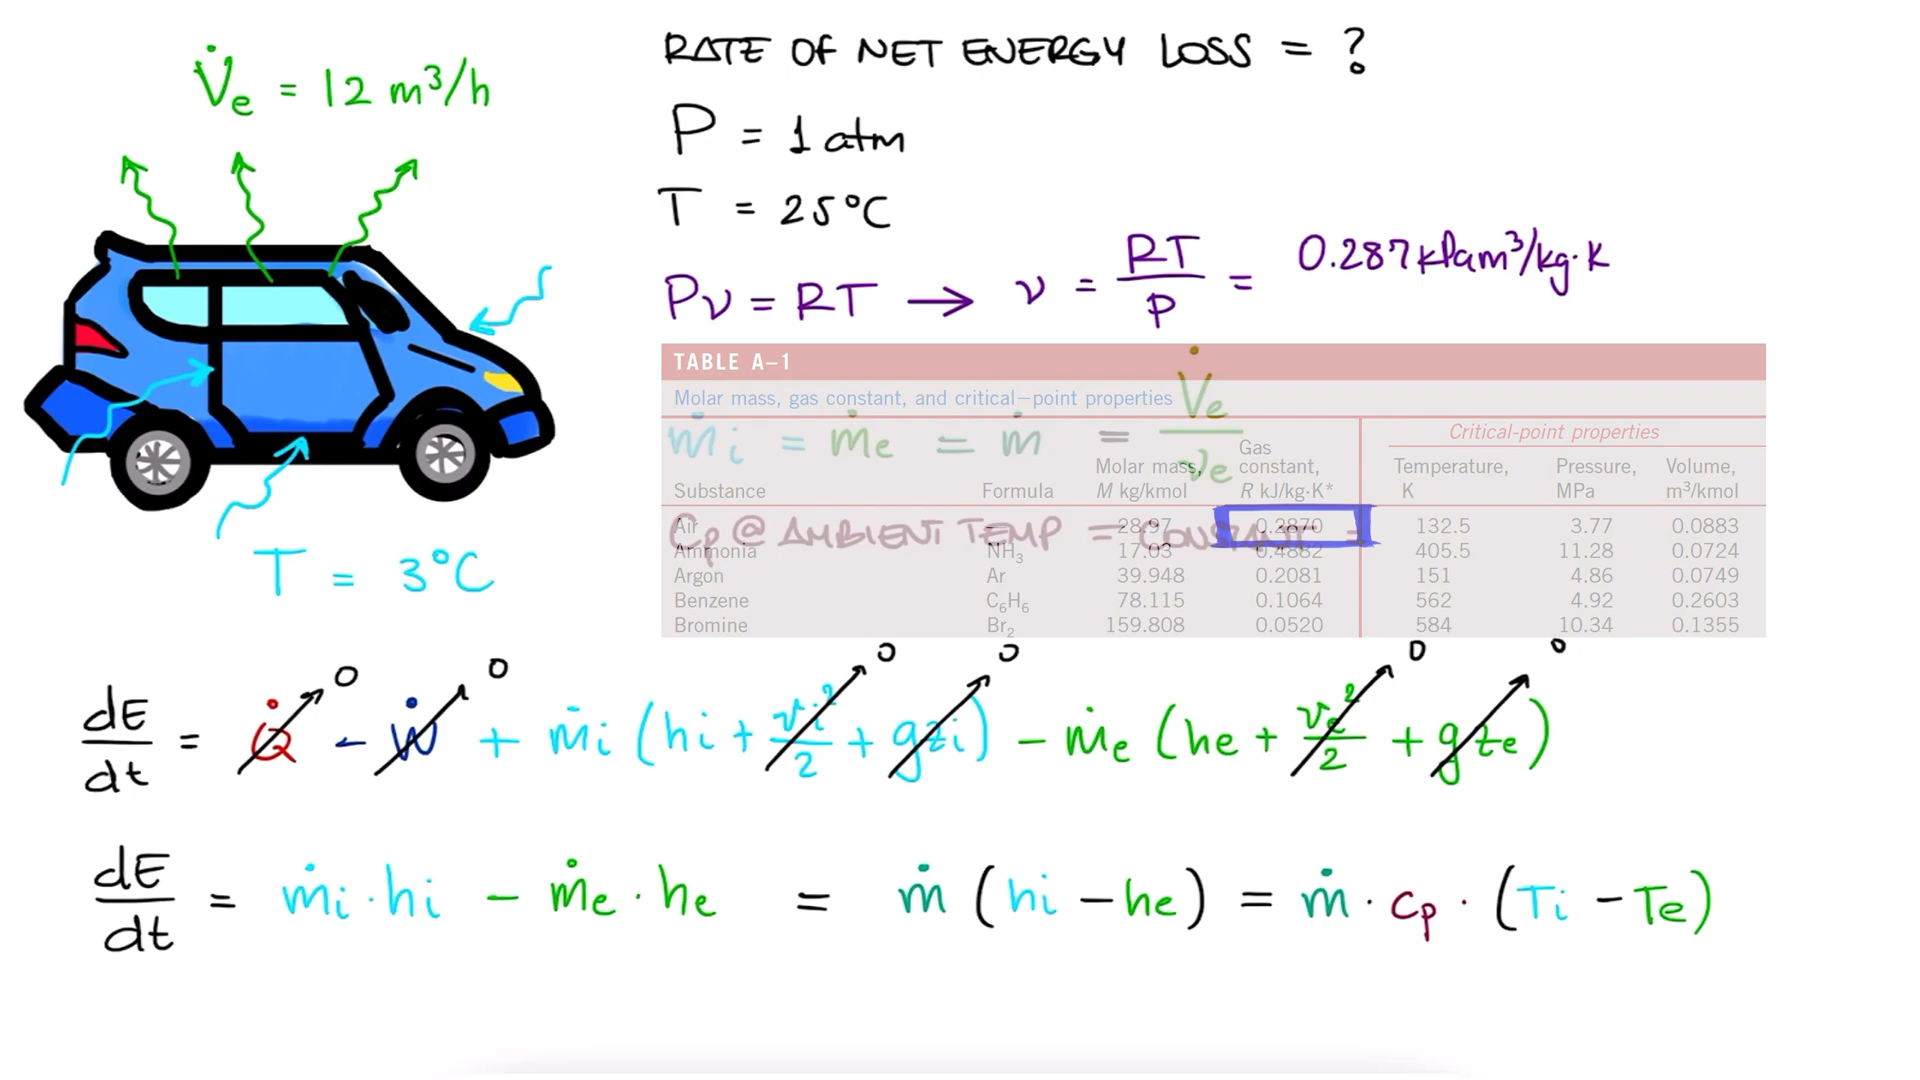 V̇e = 12 m³/h
RATE OF NET ENERGY LOSS = ?
P = 1 atm
T = 25°C
Pν = RT → ν = RT/P = 0.287 kPam³/kg·K
TABLE A–1
Molar mass, gas constant, and critical–point properties
ṁi = ṁe = ṁ = V̇e/νe
Critical-point properties
Substance Formula Molar mass, M kg/kmol Gas constant, R kJ/kg·K* Temperature, K Pressure, MPa Volume, m³/kmol
Air — 28.97 0.2870 132.5 3.77 0.0883
Cp @ AMBIENT TEMP = CONSTANT =
Ammonia NH₃ 17.03 0.4882 405.5 11.28 0.0724
Argon Ar 39.948 0.2081 151 4.86 0.0749
Benzene C₆H₆ 78.115 0.1064 562 4.92 0.2603
Bromine Br₂ 159.808 0.0520 584 10.34 0.1355
T = 3°C
0 0 0 0 0 0
dE/dt = Q̇ - Ẇ + ṁi (hi + vi²/2 + gzi) - ṁe (he + ve²/2 + gze)
dE/dt = ṁi · hi - ṁe · he = ṁ (hi - he) = ṁ · cp · (Ti - Te)